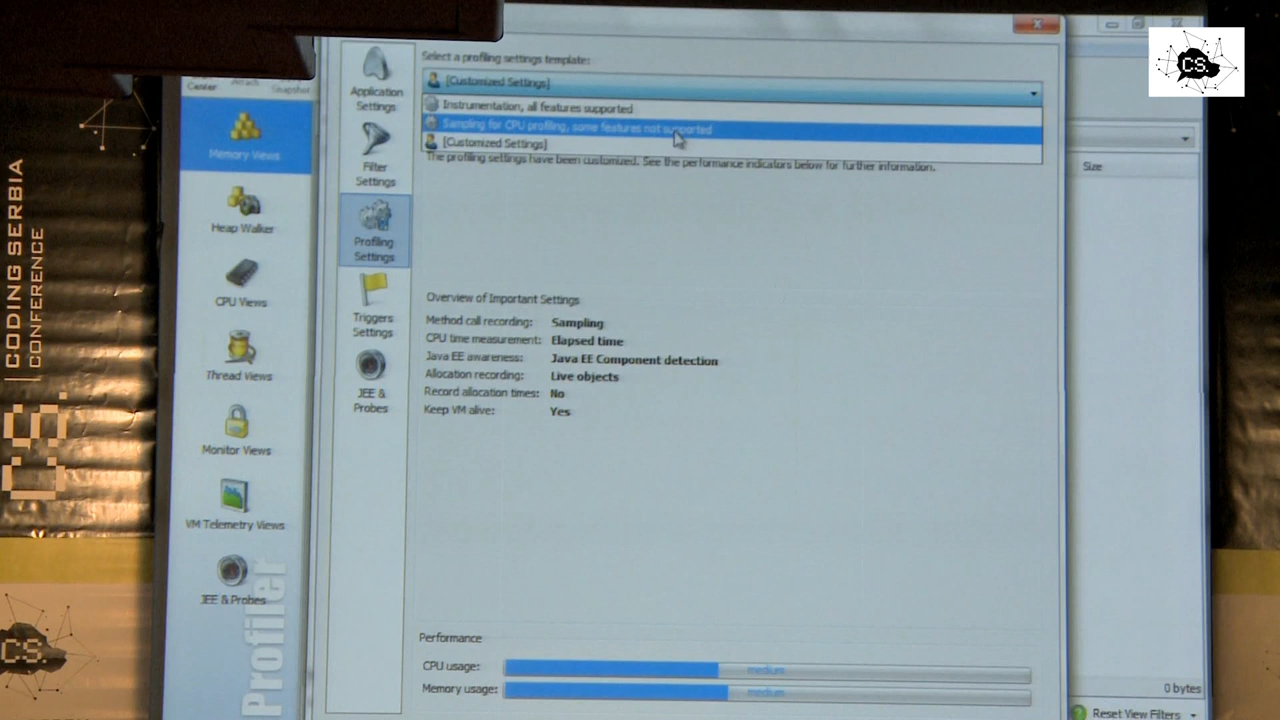 CS.
CODING SERBIA
CONFERENCE
CS.
CS.
Center
Attach
Snapshot
Memory Views
Heap Walker
CPU Views
Thread Views
Monitor Views
VM Telemetry Views
JEE & Probes
Profiler
Application
Settings
Filter
Settings
Profiling
Settings
Triggers
Settings
JEE &
Probes
Select a profiling settings template:
[Customized Settings]
Instrumentation, all features supported
Sampling for CPU profiling, some features not supported
[Customized Settings]
The profiling settings have been customized. See the performance indicators below for further information.
Overview of Important Settings
Method call recording: Sampling
CPU time measurement: Elapsed time
Java EE awareness: Java EE Component detection
Allocation recording: Live objects
Record allocation times: No
Keep VM alive: Yes
Performance
CPU usage: medium
Memory usage: medium
Size
0 bytes
Reset View Filters